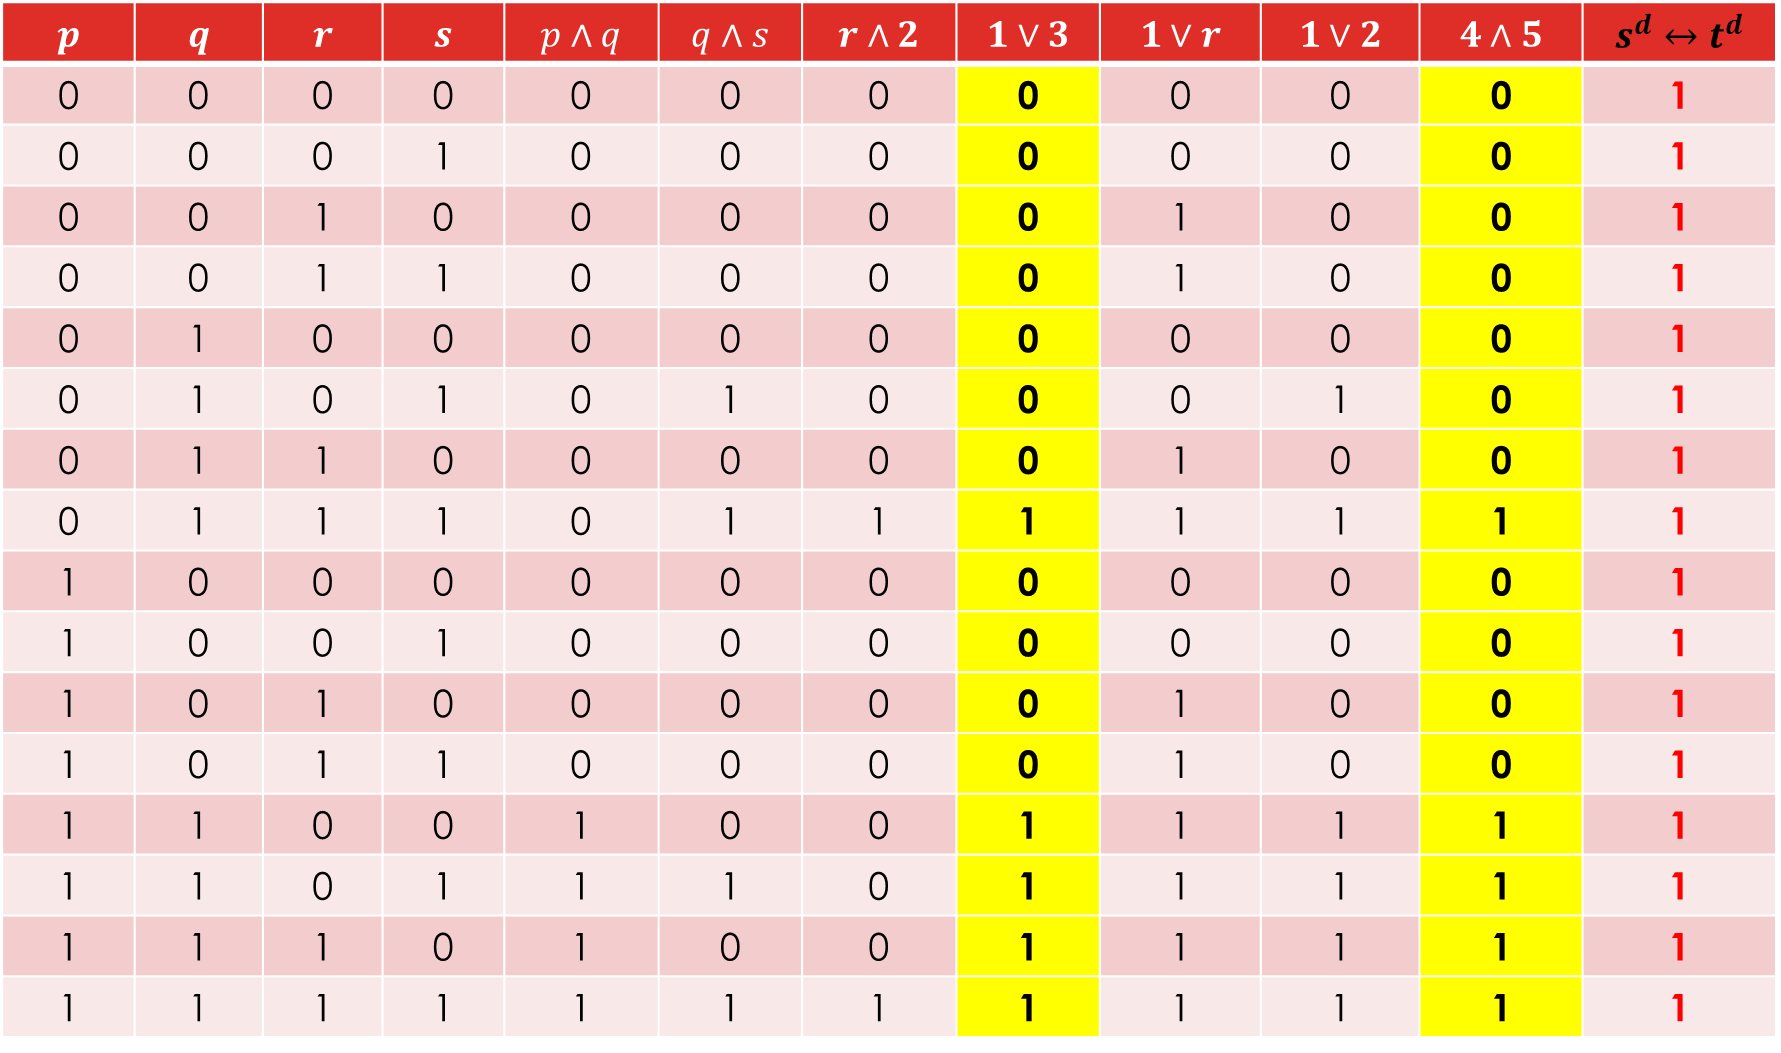 p q r s p ∧ q q ∧ s r ∧ 2 1 ∨ 3 1 ∨ r 1 ∨ 2 4 ∧ 5 s^d ↔ t^d
0 0 0 0 0 0 0 0 0 0 0 1
0 0 0 1 0 0 0 0 0 0 0 1
0 0 1 0 0 0 0 0 1 0 0 1
0 0 1 1 0 0 0 0 1 0 0 1
0 1 0 0 0 0 0 0 0 0 0 1
0 1 0 1 0 1 0 0 0 1 0 1
0 1 1 0 0 0 0 0 1 0 0 1
0 1 1 1 0 1 1 1 1 1 1 1
1 0 0 0 0 0 0 0 0 0 0 1
1 0 0 1 0 0 0 0 0 0 0 1
1 0 1 0 0 0 0 0 1 0 0 1
1 0 1 1 0 0 0 0 1 0 0 1
1 1 0 0 1 0 0 1 1 1 1 1
1 1 0 1 1 1 0 1 1 1 1 1
1 1 1 0 1 0 0 1 1 1 1 1
1 1 1 1 1 1 1 1 1 1 1 1